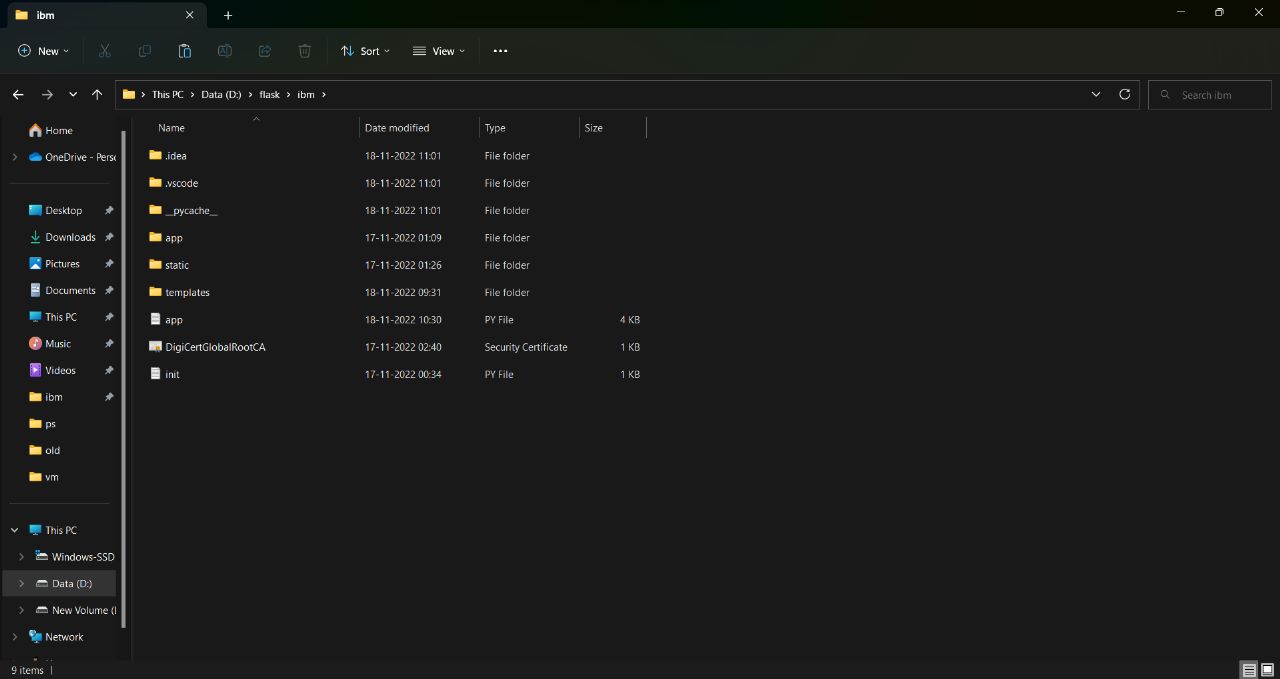 ibm
New Sort View
This PC Data (D:) flask ibm Search ibm
Name Date modified Type Size
Home
OneDrive - Pers
Desktop
Downloads
Pictures
Documents
This PC
Music
Videos
ibm
ps
old
vm
This PC
Windows-SSD
Data (D:)
New Volume (
Network
.idea 18-11-2022 11:01 File folder
.vscode 18-11-2022 11:01 File folder
__pycache__ 18-11-2022 11:01 File folder
app 17-11-2022 01:09 File folder
static 17-11-2022 01:26 File folder
templates 18-11-2022 09:31 File folder
app 18-11-2022 10:30 PY File 4 KB
DigiCertGlobalRootCA 17-11-2022 02:40 Security Certificate 1 KB
init 17-11-2022 00:34 PY File 1 KB
9 items